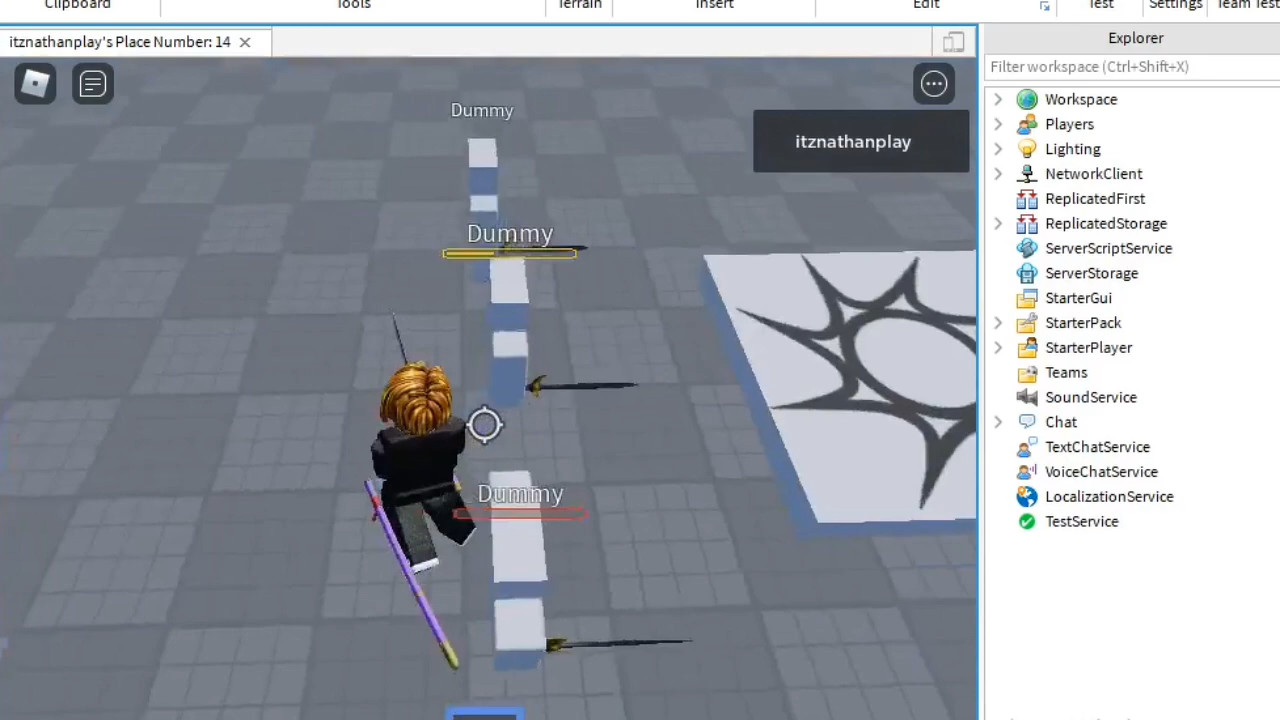 Clipboard
Tools
Terrain
Insert
Edit
Test
Settings
Team Test
itznathanplay's Place Number: 14
Explorer
Filter workspace (Ctrl+Shift+X)
Dummy
itznathanplay
Dummy
Dummy
Workspace
Players
Lighting
NetworkClient
ReplicatedFirst
ReplicatedStorage
ServerScriptService
ServerStorage
StarterGui
StarterPack
StarterPlayer
Teams
SoundService
Chat
TextChatService
VoiceChatService
LocalizationService
TestService